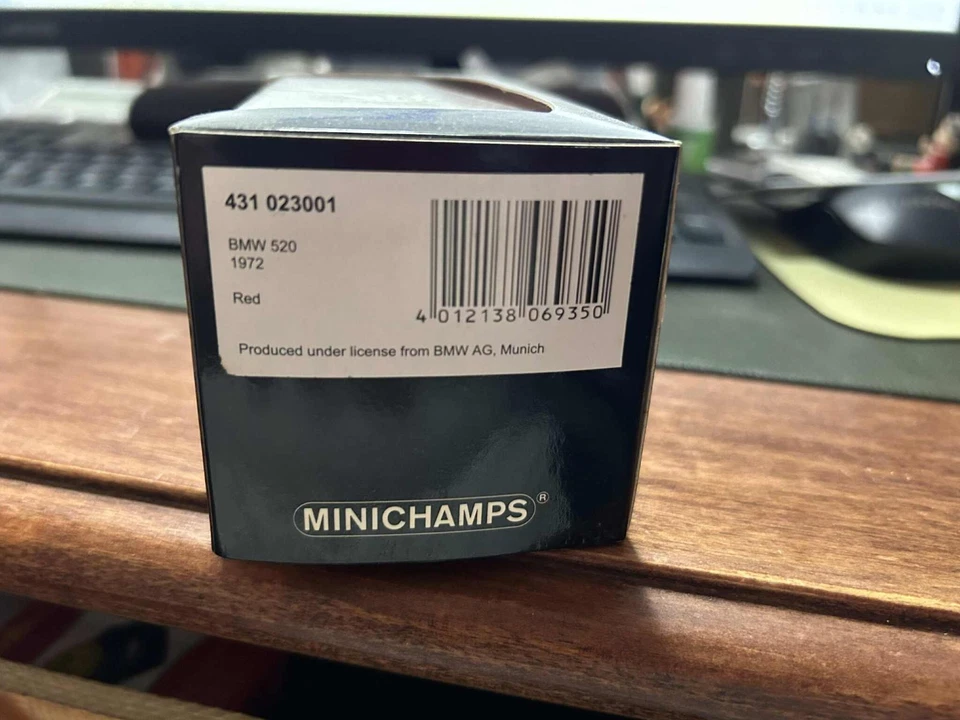 431 023001
BMW 520
1972
Red
4 012138 069350
Produced under license from BMW AG, Munich
MINICHAMPS®